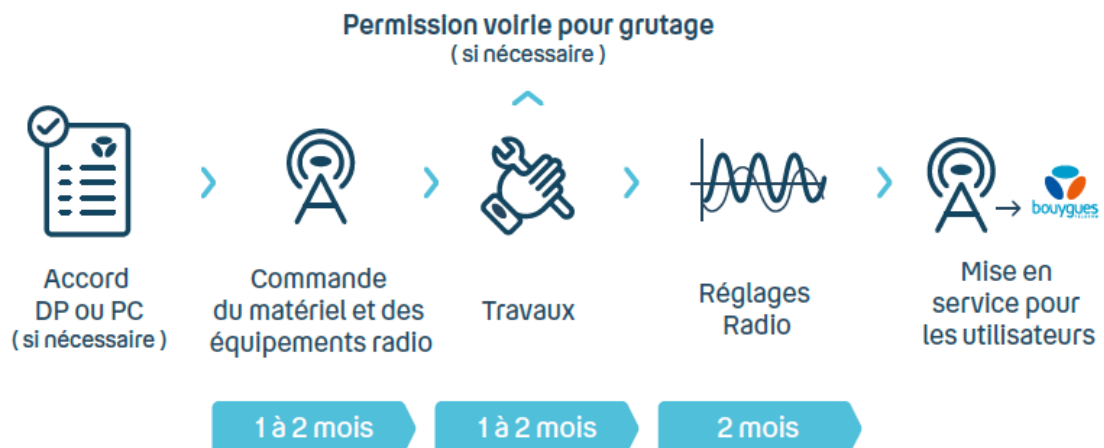 Permission voirie pour grutage
( si nécessaire )
Accord
DP ou PC
( si nécessaire )
Commande
du matériel et des
équipements radio
Travaux
Réglages
Radio
bouygues
TELECOM
Mise en
service pour
les utilisateurs
1 à 2 mois
1 à 2 mois
2 mois